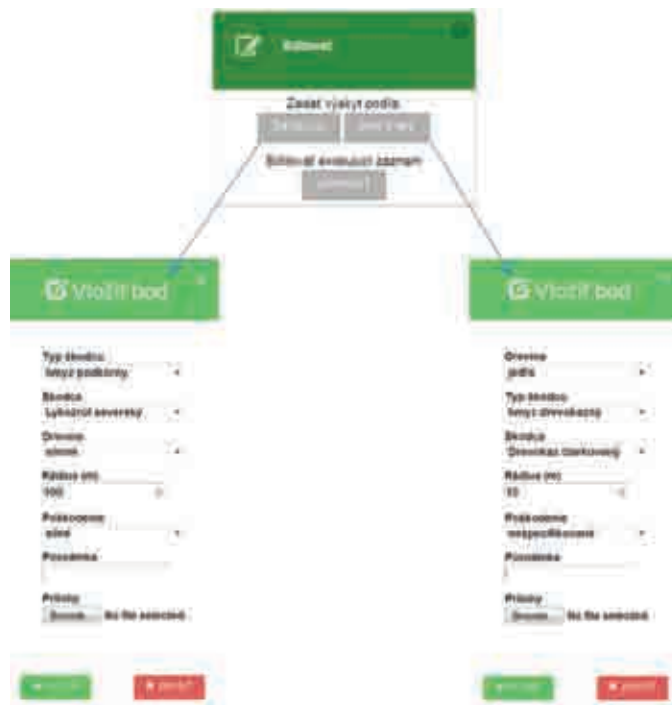 Editovať
Zadať výskyt podľa
Editovať existujúci záznam
Vložiť bod
Typ škodcu
hmyz podkôrny
Škodca
Lykožrút severský
Drevina
smrek
Rádius (m)
100
Poškodenie
silné
Poznámka
Prílohy
No file selected.
Vložiť bod
Drevina
jedľa
Typ škodcu
hmyz drevokazný
Škodca
Drevokaz čiarkovaný
Rádius (m)
10
Poškodenie
nešpecifikované
Poznámka
Prílohy
No file selected.